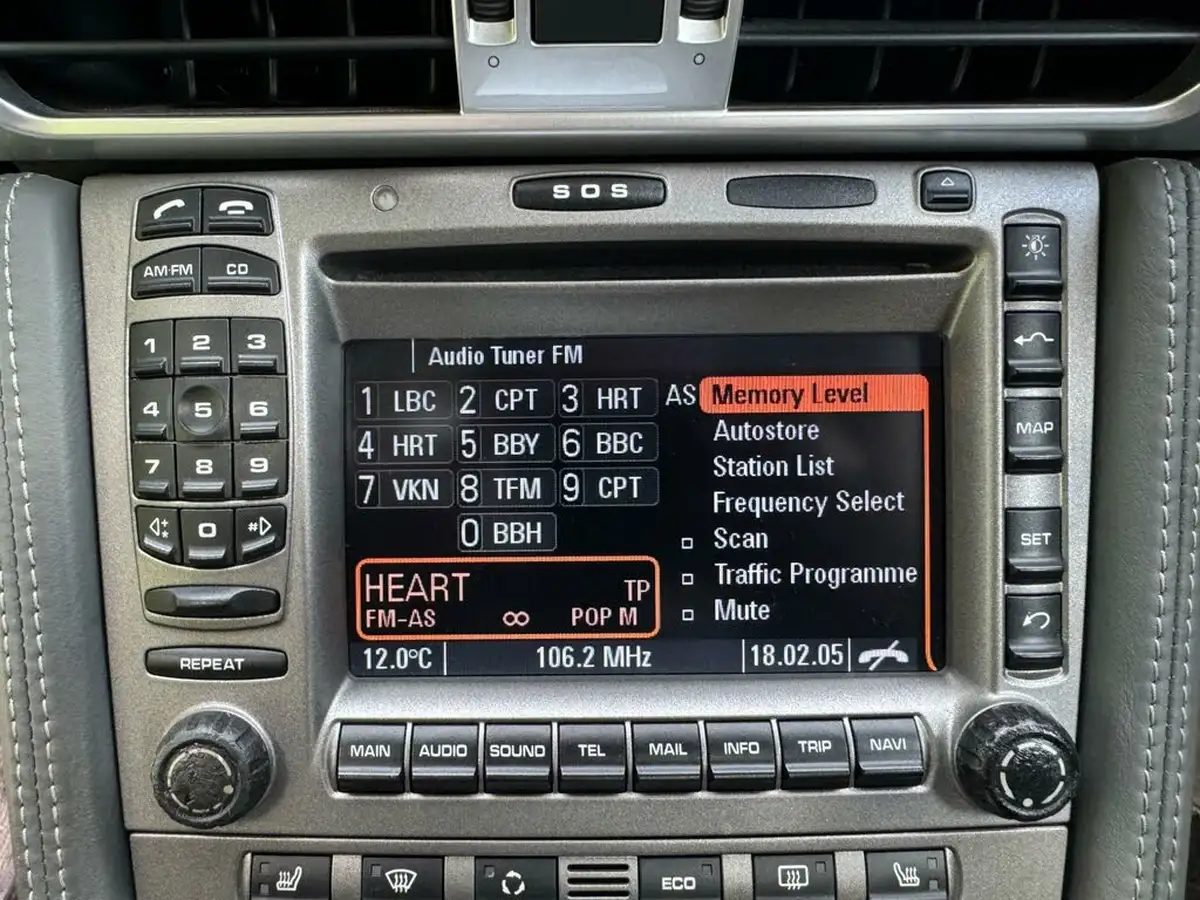 SOS
AM·FM CD
1 2 3
4 5 6
7 8 9
* 0 #
REPEAT
Audio Tuner FM
1 LBC 2 CPT 3 HRT
4 HRT 5 BBY 6 BBC
7 VKN 8 TFM 9 CPT
0 BBH
AS Memory Level
Autostore
Station List
Frequency Select
Scan
Traffic Programme
Mute
HEART TP
FM-AS ∞ POP M
12.0°C 106.2 MHz 18.02.05
MAP
SET
MAIN AUDIO SOUND TEL MAIL INFO TRIP NAVI
ECO